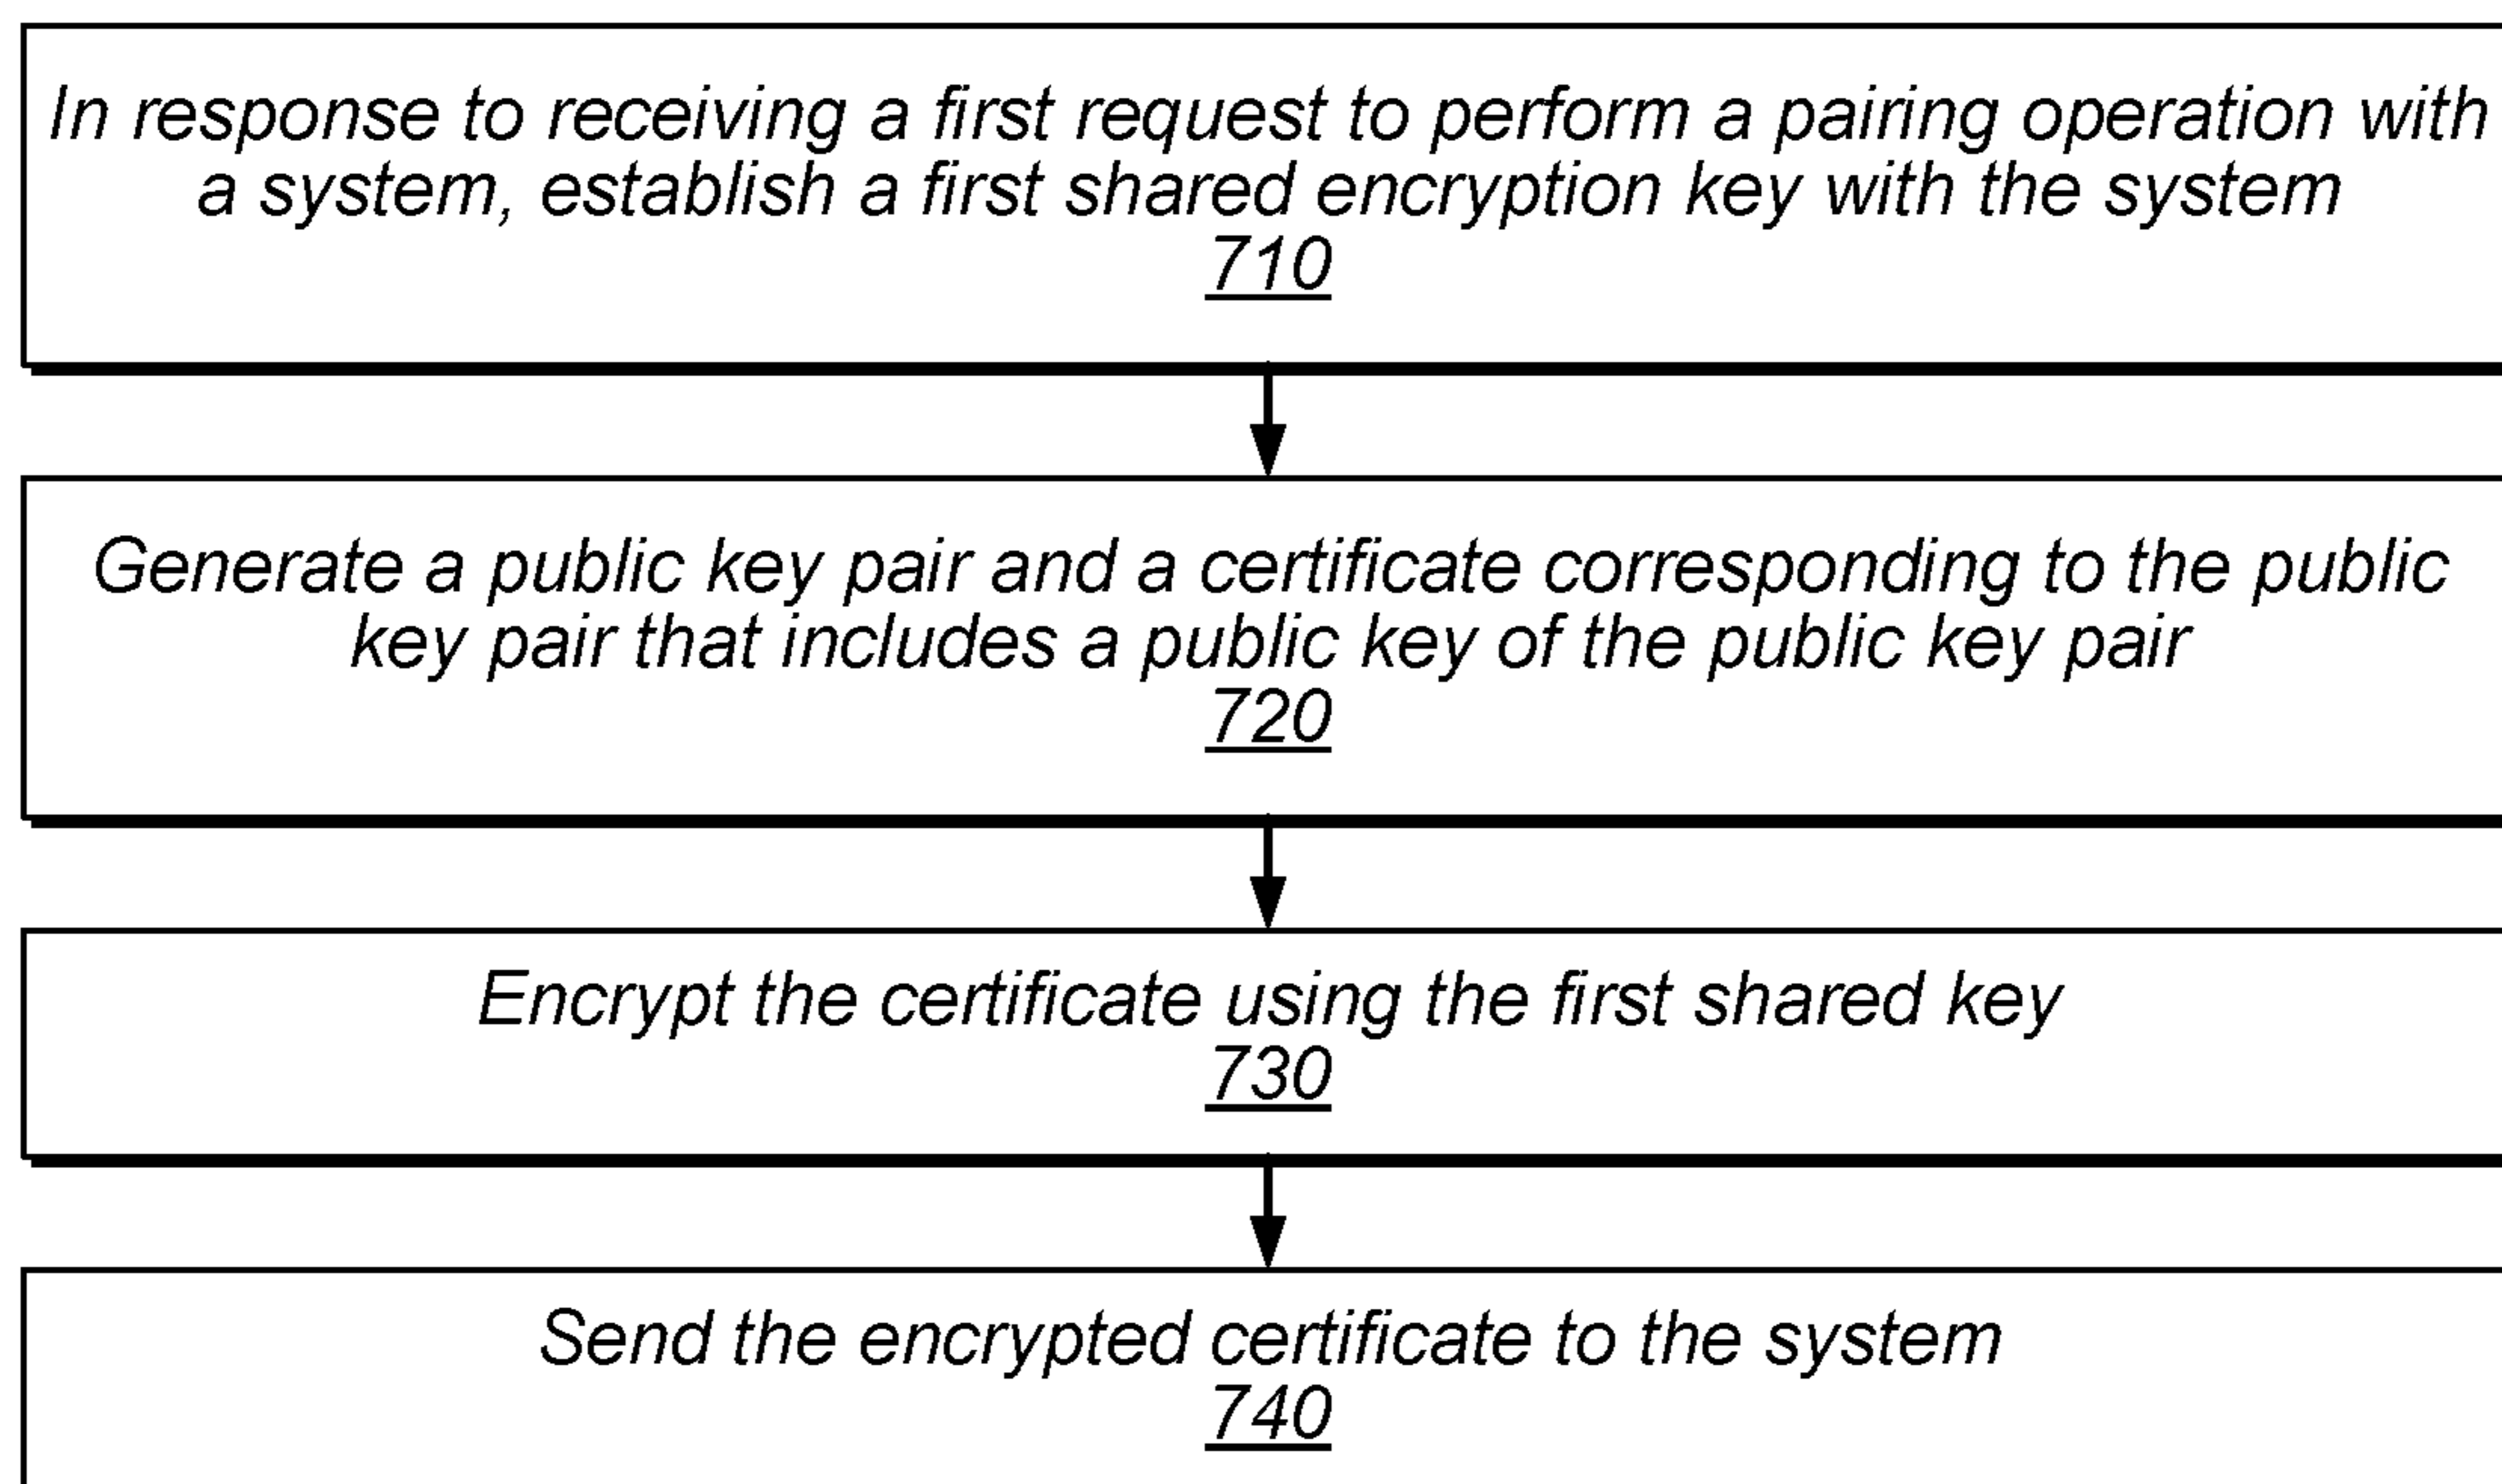 In response to receiving a first request to perform a pairing operation with
a system, establish a first shared encryption key with the system
710
Generate a public key pair and a certificate corresponding to the public
key pair that includes a public key of the public key pair
720
Encrypt the certificate using the first shared key
730
Send the encrypted certificate to the system
740